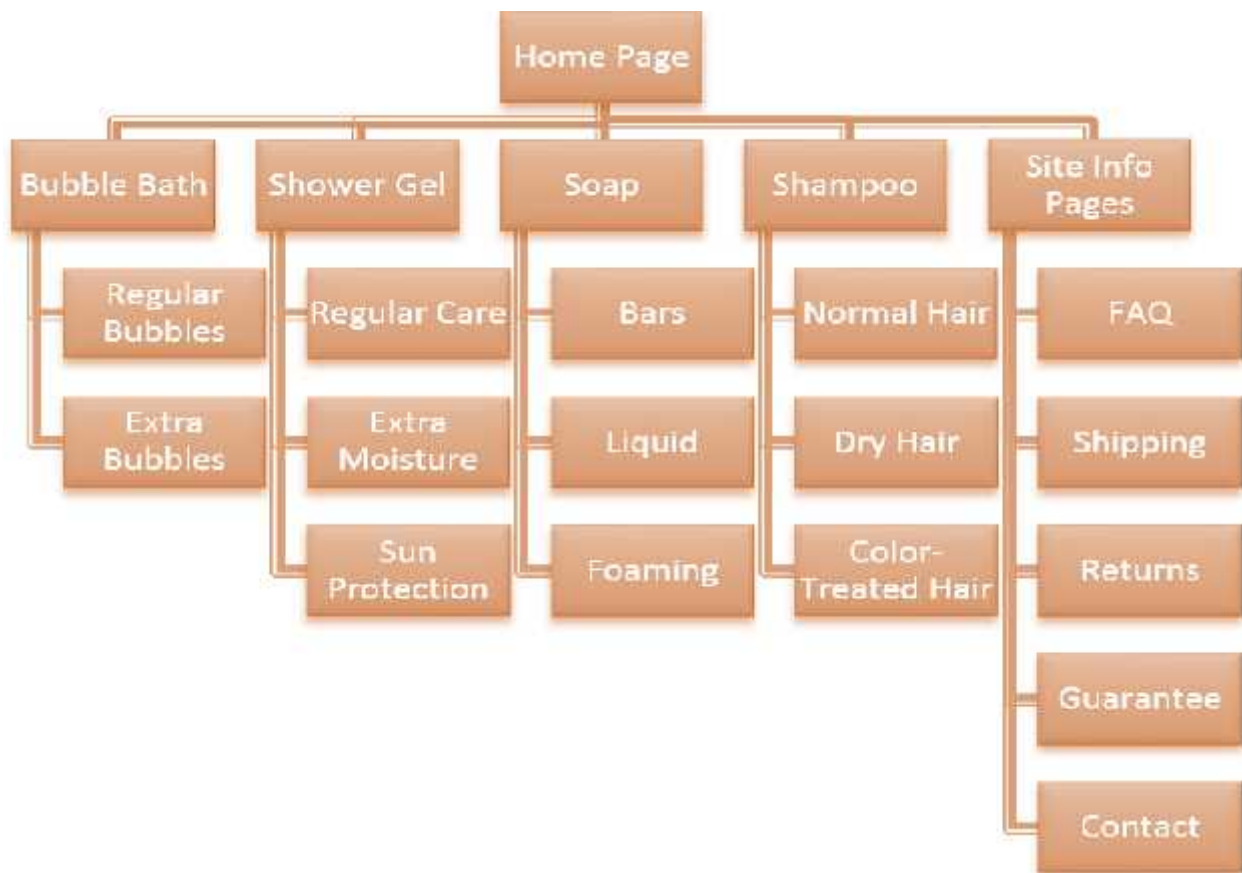 Home Page
Bubble Bath
Shower Gel
Soap
Shampoo
Site Info
Pages
Regular
Bubbles
Regular Care
Bars
Normal Hair
FAQ
Extra
Bubbles
Extra
Moisture
Liquid
Dry Hair
Shipping
Sun
Protection
Foaming
Color-
Treated Hair
Returns
Guarantee
Contact